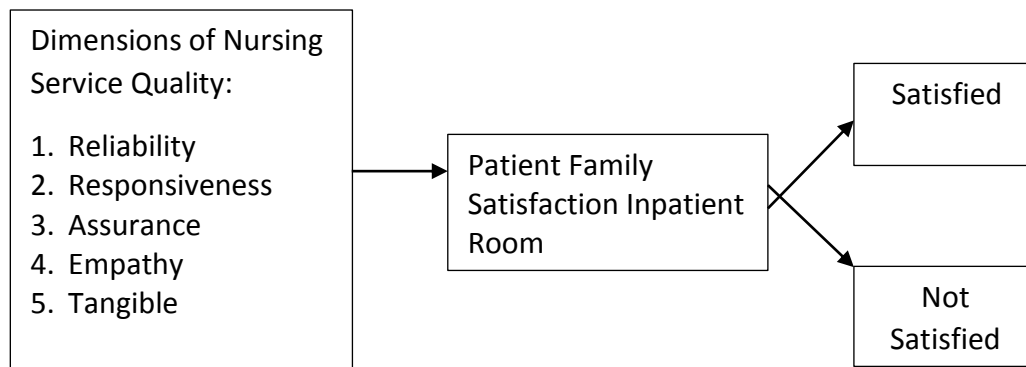 Dimensions of Nursing
Service Quality:
1. Reliability
2. Responsiveness
3. Assurance
4. Empathy
5. Tangible
Patient Family
Satisfaction Inpatient
Room
Satisfied
Not
Satisfied